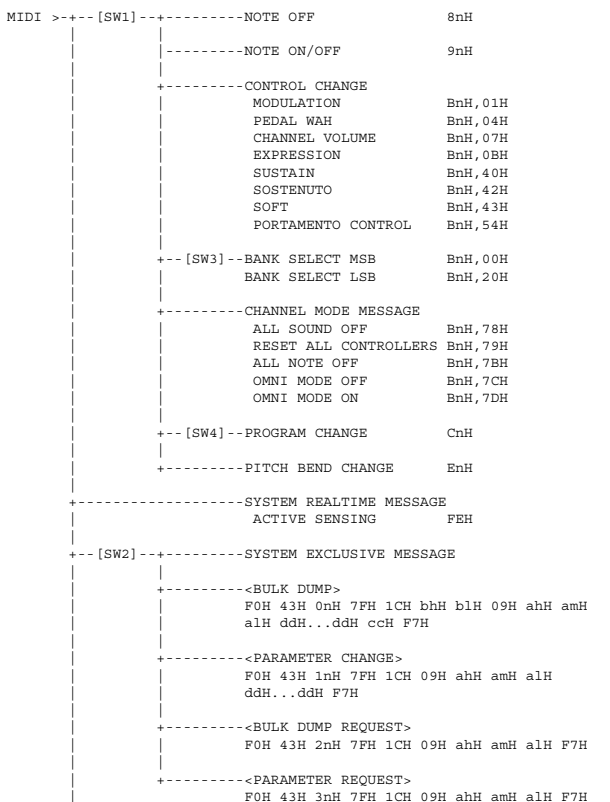 MIDI >-+--[SW1]--+---------NOTE OFF 8nH
|---------NOTE ON/OFF 9nH
+---------CONTROL CHANGE
MODULATION BnH,01H
PEDAL WAH BnH,04H
CHANNEL VOLUME BnH,07H
EXPRESSION BnH,0BH
SUSTAIN BnH,40H
SOSTENUTO BnH,42H
SOFT BnH,43H
PORTAMENTO CONTROL BnH,54H
+--[SW3]--BANK SELECT MSB BnH,00H
BANK SELECT LSB BnH,20H
+---------CHANNEL MODE MESSAGE
ALL SOUND OFF BnH,78H
RESET ALL CONTROLLERS BnH,79H
ALL NOTE OFF BnH,7BH
OMNI MODE OFF BnH,7CH
OMNI MODE ON BnH,7DH
+--[SW4]--PROGRAM CHANGE CnH
+---------PITCH BEND CHANGE EnH
+-------------------SYSTEM REALTIME MESSAGE
ACTIVE SENSING FEH
+--[SW2]--+---------SYSTEM EXCLUSIVE MESSAGE
+---------<BULK DUMP>
F0H 43H 0nH 7FH 1CH bhH blH 09H ahH amH
alH ddH...ddH ccH F7H
+---------<PARAMETER CHANGE>
F0H 43H 1nH 7FH 1CH 09H ahH amH alH
ddH...ddH F7H
+---------<BULK DUMP REQUEST>
F0H 43H 2nH 7FH 1CH 09H ahH amH alH F7H
+---------<PARAMETER REQUEST>
F0H 43H 3nH 7FH 1CH 09H ahH amH alH F7H